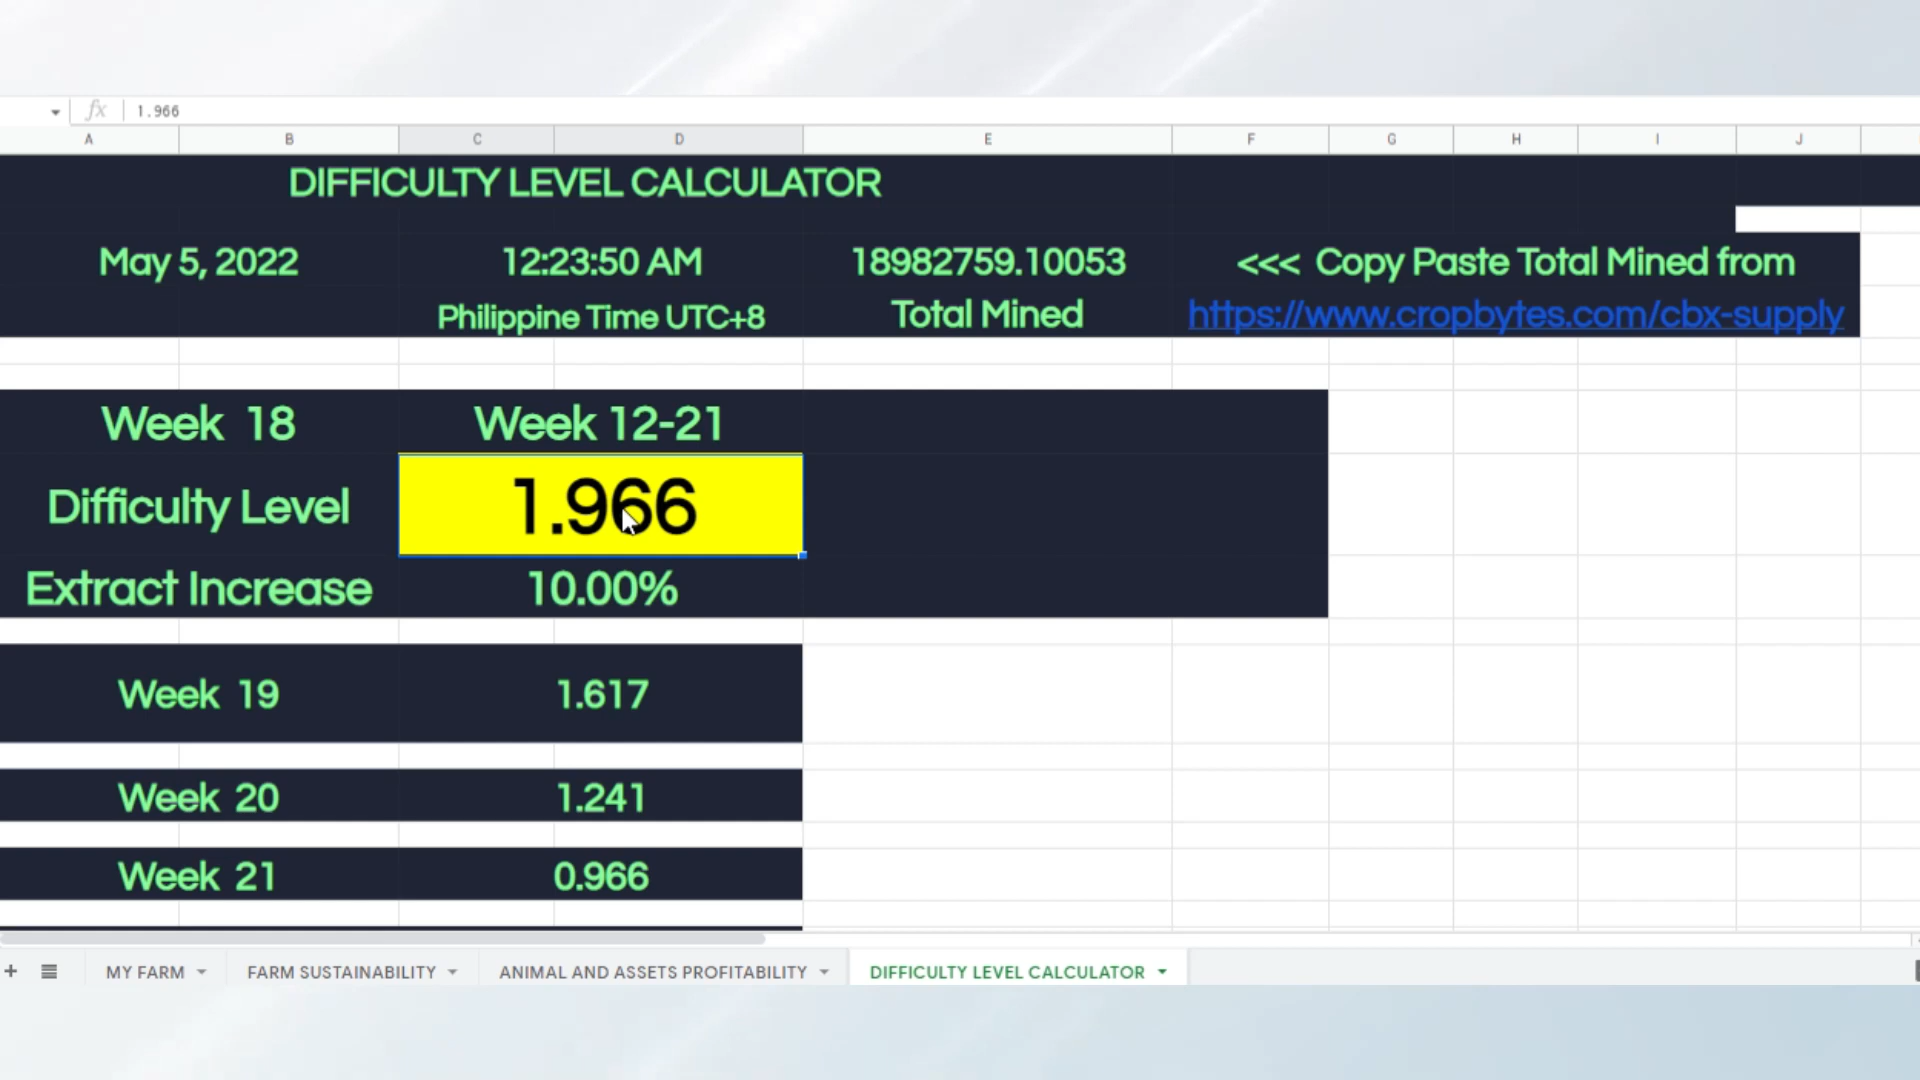 fx 1.966
A B C D E F G H I J
DIFFICULTY LEVEL CALCULATOR
May 5, 2022 12:23:50 AM 18982759.10053 <<< Copy Paste Total Mined from
Philippine Time UTC+8 Total Mined https://www.cropbytes.com/cbx-supply
Week 18 Week 12-21
Difficulty Level 1.966
Extract Increase 10.00%
Week 19 1.617
Week 20 1.241
Week 21 0.966
MY FARM FARM SUSTAINABILITY ANIMAL AND ASSETS PROFITABILITY DIFFICULTY LEVEL CALCULATOR